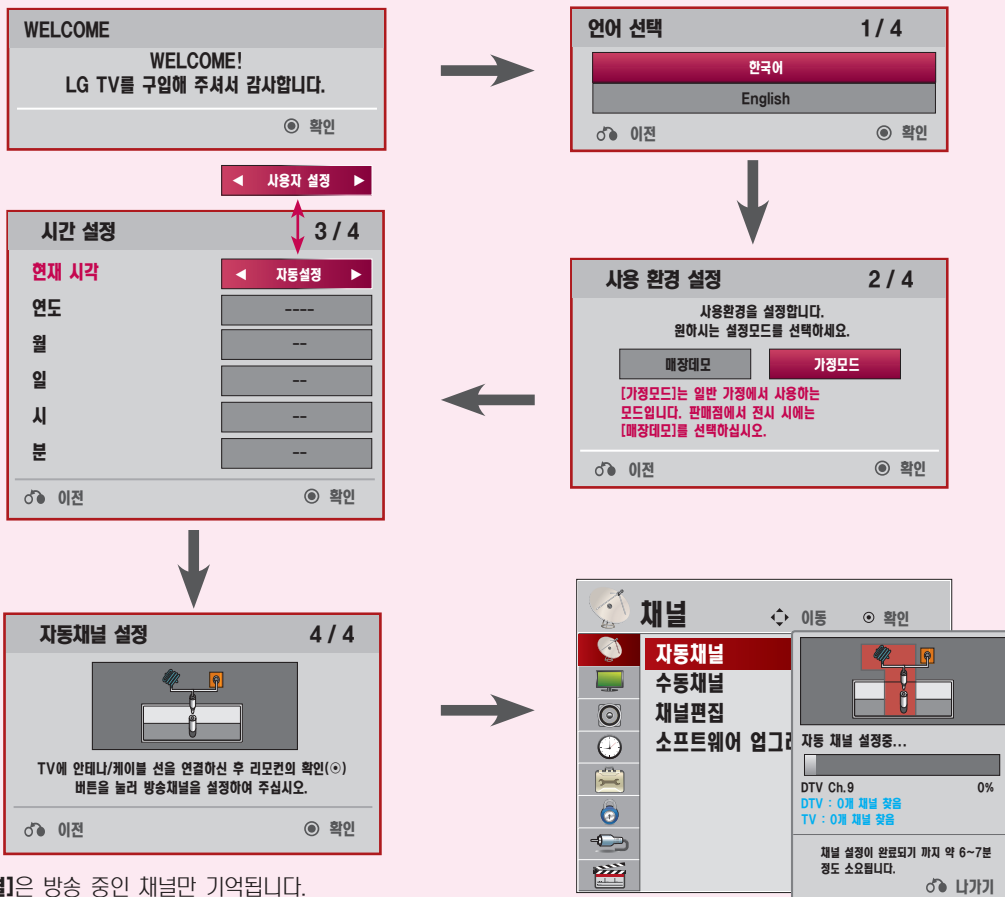 WELCOME
WELCOME!
LG TV를 구입해 주셔서 감사합니다.
◉ 확인
언어 선택 1 / 4
한국어
English
이전 ◉ 확인
사용 환경 설정 2 / 4
사용환경을 설정합니다.
원하시는 설정모드를 선택하세요.
매장데모 가정모드
[가정모드]는 일반 가정에서 사용하는
모드입니다. 판매점에서 전시 시에는
[매장데모]를 선택하십시오.
이전 ◉ 확인
◀ 사용자 설정 ▶
시간 설정 3 / 4
현재 시각 ◀ 자동설정 ▶
연도 ----
월 --
일 --
시 --
분 --
이전 ◉ 확인
자동채널 설정 4 / 4
TV에 안테나/케이블 선을 연결하신 후 리모컨의 확인(⊙)
버튼을 눌러 방송채널을 설정하여 주십시오.
이전 ◉ 확인
채널 이동 ⊙ 확인
자동채널
수동채널
채널편집
소프트웨어 업그
자동 채널 설정중...
DTV Ch.9 0%
DTV : 0개 채널 찾음
TV : 0개 채널 찾음
채널 설정이 완료되기 까지 약 6~7분
정도 소요됩니다.
나가기
]은 방송 중인 채널만 기억됩니다.